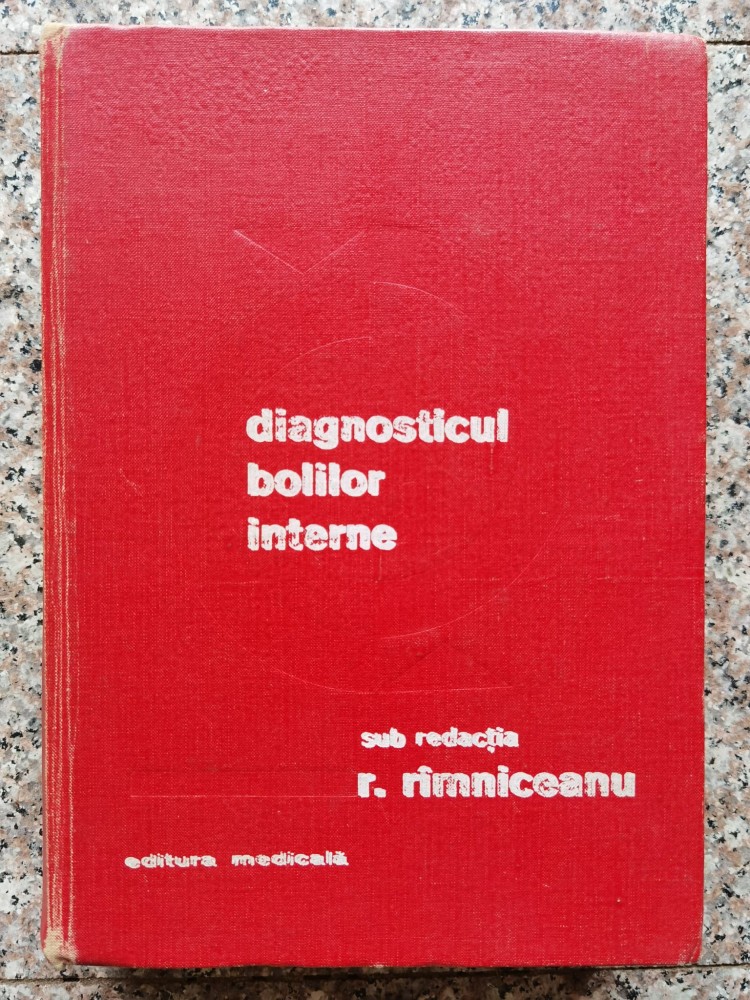 diagnosticul
bolilor
interne
sub redacția
r. rîmniceanu
editura medicală